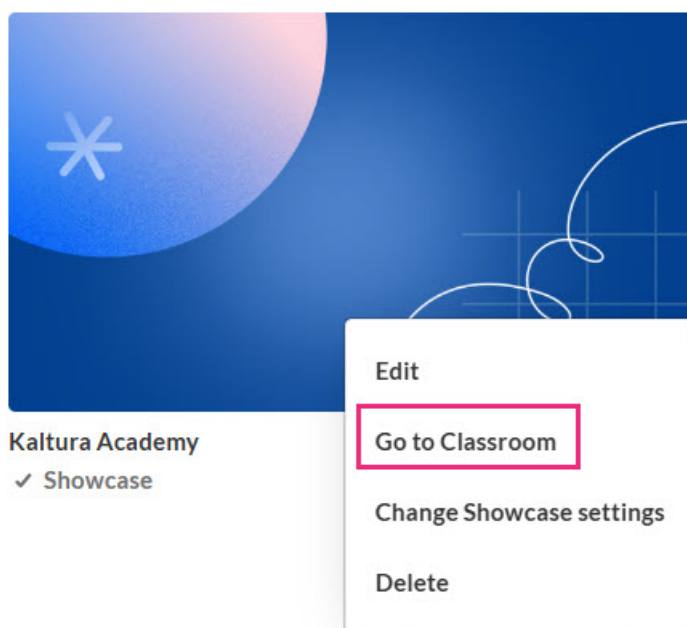 Edit
Kaltura Academy
Go to Classroom
Showcase
Change Showcase settings
Delete